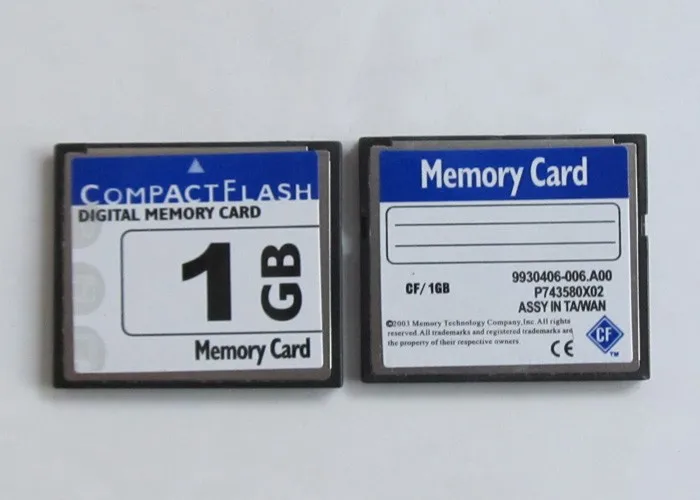 COMPACTFLASH
DIGITAL MEMORY CARD
1
GB
Memory Card
Memory Card
CF/ 1GB
9930406-006.A00
P743580X02
ASSY IN TAIWAN
©2003 Memory Technology Company,Inc. All rights
reserved.All trademarks and registered trademarks are
the property of their respective owners.
CE
CF
TM